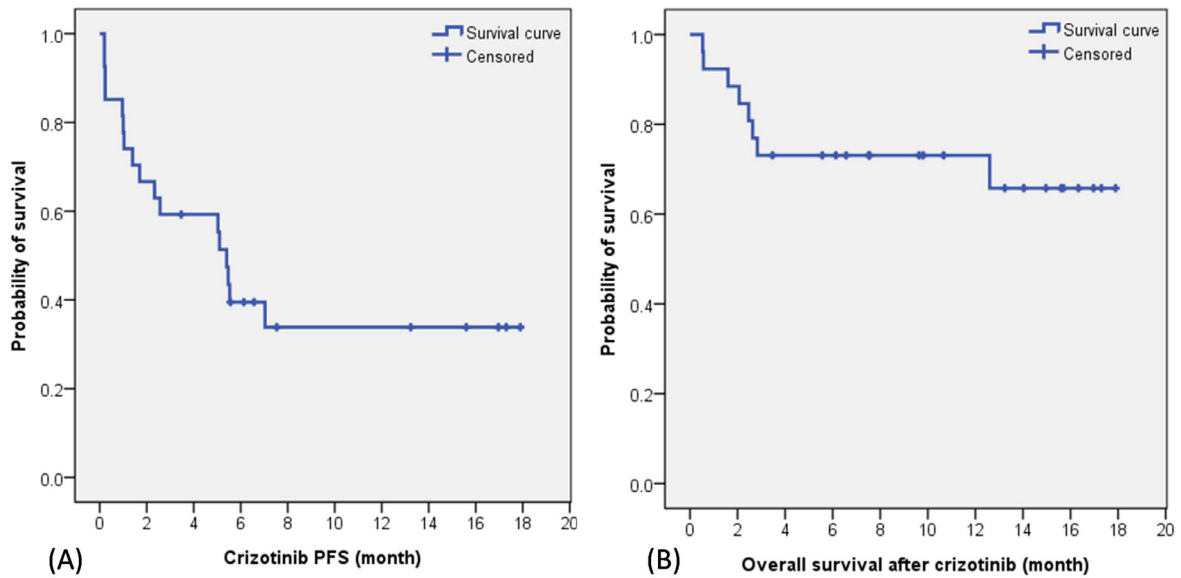 Survival curve
Censored
1.0
0.8
0.6
0.4
0.2
0.0
Probability of survival
0 2 4 6 8 10 12 14 16 18 20
Crizotinib PFS (month)
(A)
Survival curve
Censored
1.0
0.8
0.6
0.4
0.2
0.0
Probability of survival
0 2 4 6 8 10 12 14 16 18 20
Overall survival after crizotinib (month)
(B)